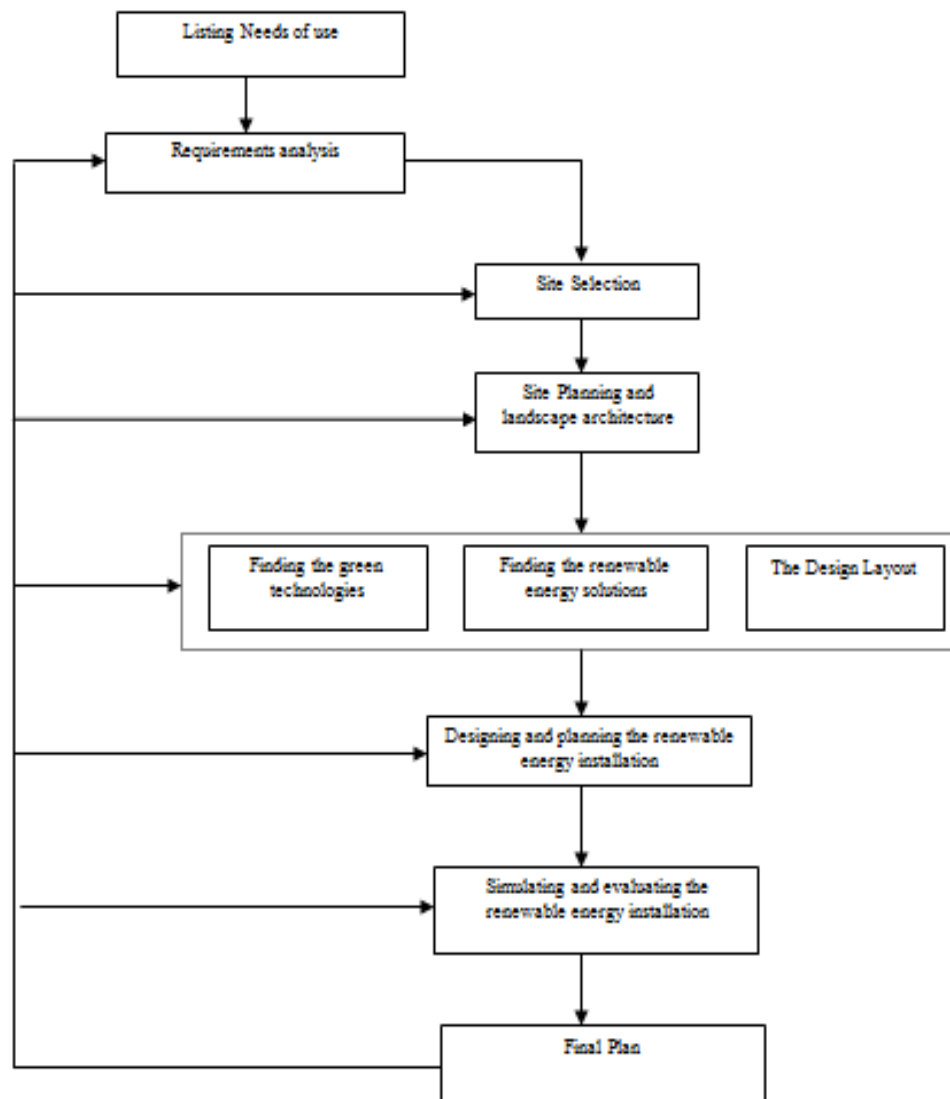 Listing Needs of use
Requirements analysis
Site Selection
Site Planning and
landscape architecture
Finding the green
technologies
Finding the renewable
energy solutions
The Design Layout
Designing and planning the renewable
energy installation
Simulating and evaluating the
renewable energy installation
Final Plan